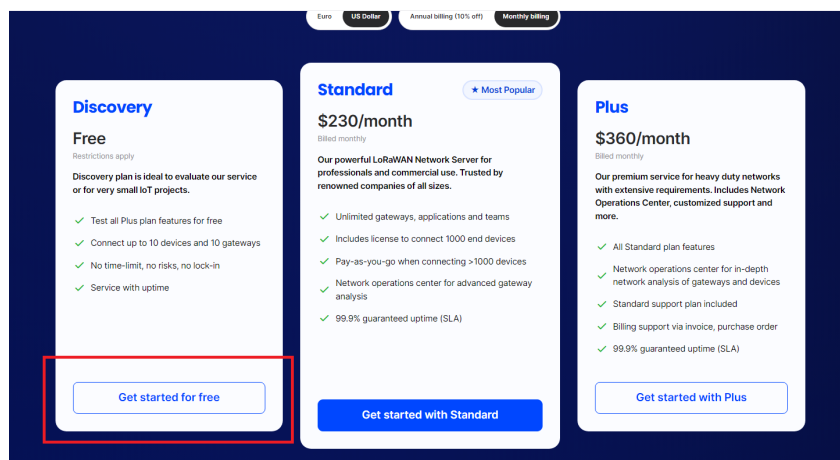 Euro
US Dollar
Annual billing (10% off)
Monthly billing
Discovery
Free
Restrictions apply
Discovery plan is ideal to evaluate our service
or for very small IoT projects.
Test all Plus plan features for free
Connect up to 10 devices and 10 gateways
No time-limit, no risks, no lock-in
Service with uptime
Get started for free
Standard
★ Most Popular
$230/month
Billed monthly
Our powerful LoRaWAN Network Server for
professionals and commercial use. Trusted by
renowned companies of all sizes.
Unlimited gateways, applications and teams
Includes license to connect 1000 end devices
Pay-as-you-go when connecting >1000 devices
Network operations center for advanced gateway
analysis
99.9% guaranteed uptime (SLA)
Get started with Standard
Plus
$360/month
Billed monthly
Our premium service for heavy duty networks
with extensive requirements. Includes Network
Operations Center, customized support and
more.
All Standard plan features
Network operations center for in-depth
network analysis of gateways and devices
Standard support plan included
Billing support via invoice, purchase order
99.9% guaranteed uptime (SLA)
Get started with Plus